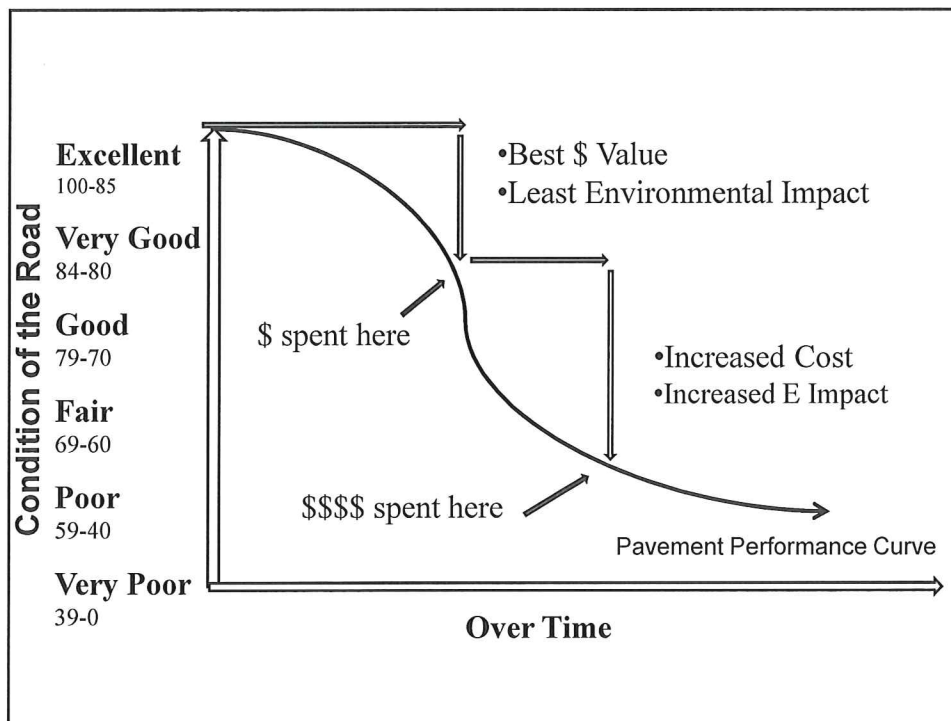 Condition of the Road
Excellent
100-85
Very Good
84-80
Good
79-70
Fair
69-60
Poor
59-40
Very Poor
39-0
•Best $ Value
•Least Environmental Impact
$ spent here
•Increased Cost
•Increased E Impact
$$$$ spent here
Pavement Performance Curve
Over Time